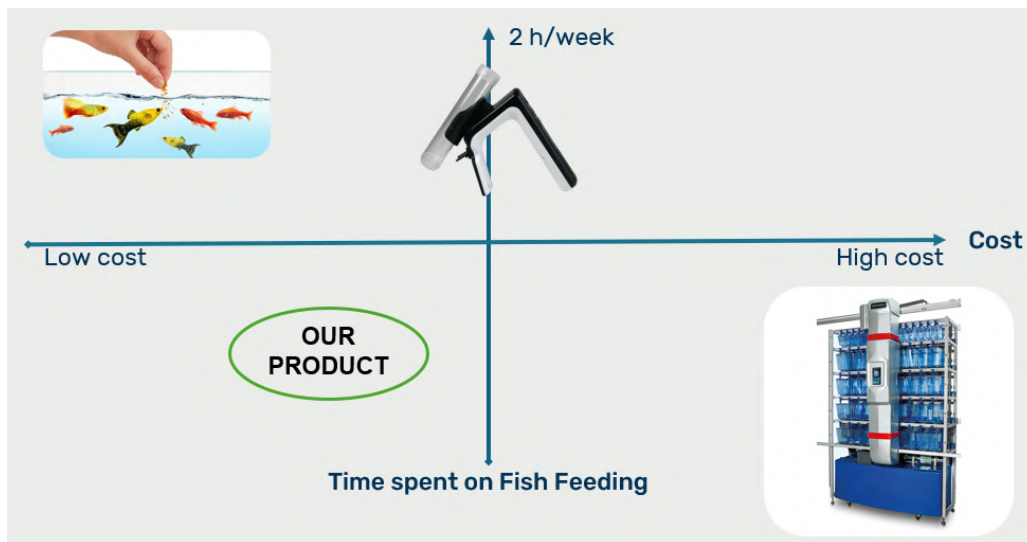 2 h/week
Cost
Low cost
High cost
OUR
PRODUCT
Time spent on Fish Feeding